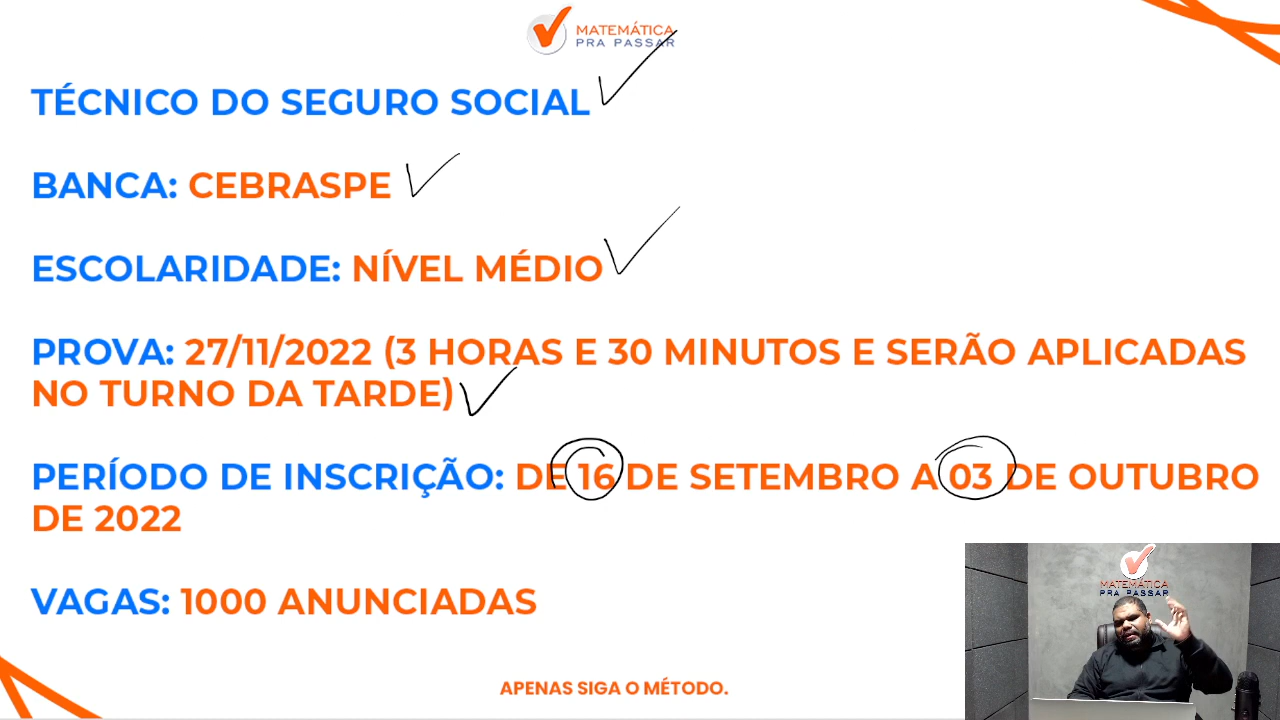 MATEMÁTICA
PRA PASSAR
TÉCNICO DO SEGURO SOCIAL
BANCA: CEBRASPE
ESCOLARIDADE: NÍVEL MÉDIO
PROVA: 27/11/2022 (3 HORAS E 30 MINUTOS E SERÃO APLICADAS
NO TURNO DA TARDE)
PERÍODO DE INSCRIÇÃO: DE 16 DE SETEMBRO A 03 DE OUTUBRO
DE 2022
VAGAS: 1000 ANUNCIADAS
MATEMÁTICA
PRA PASSAR
APENAS SIGA O MÉTODO.